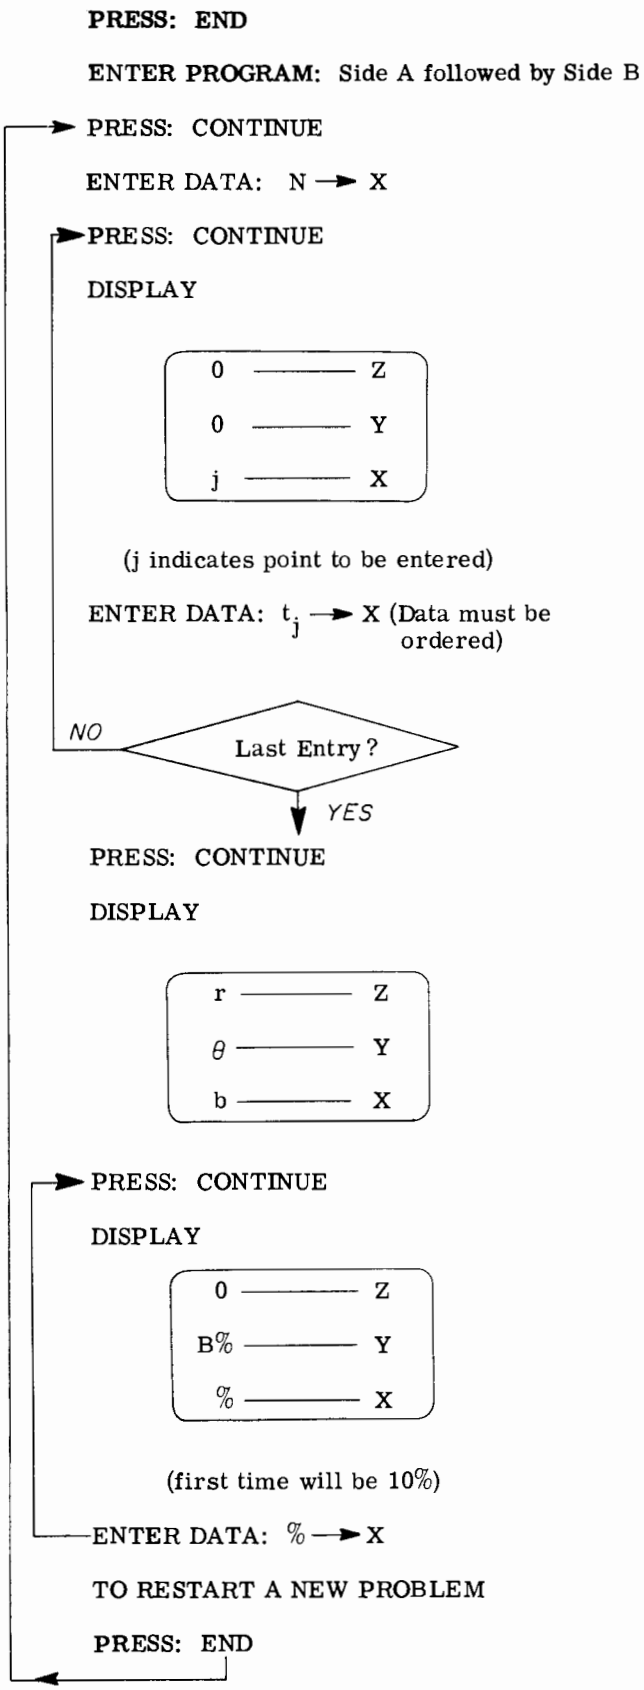 PRESS: END
ENTER PROGRAM: Side A followed by Side B
PRESS: CONTINUE
ENTER DATA: N → X
PRESS: CONTINUE
DISPLAY
0 Z
0 Y
j X
(j indicates point to be entered)
ENTER DATA: tj → X (Data must be
ordered)
NO
Last Entry?
YES
PRESS: CONTINUE
DISPLAY
r Z
θ Y
b X
PRESS: CONTINUE
DISPLAY
0 Z
B% Y
% X
(first time will be 10%)
ENTER DATA: % → X
TO RESTART A NEW PROBLEM
PRESS: END